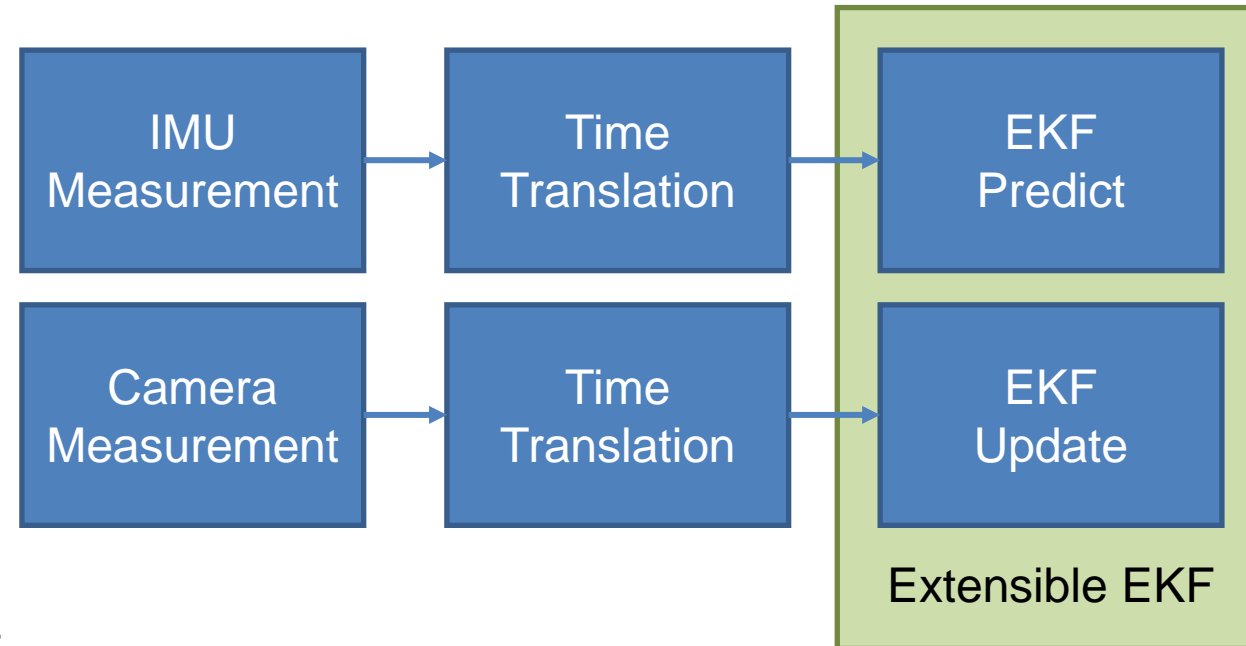 IMU
Measurement
Time
Translation
EKF
Predict
Camera
Measurement
Time
Translation
EKF
Update
Extensible EKF